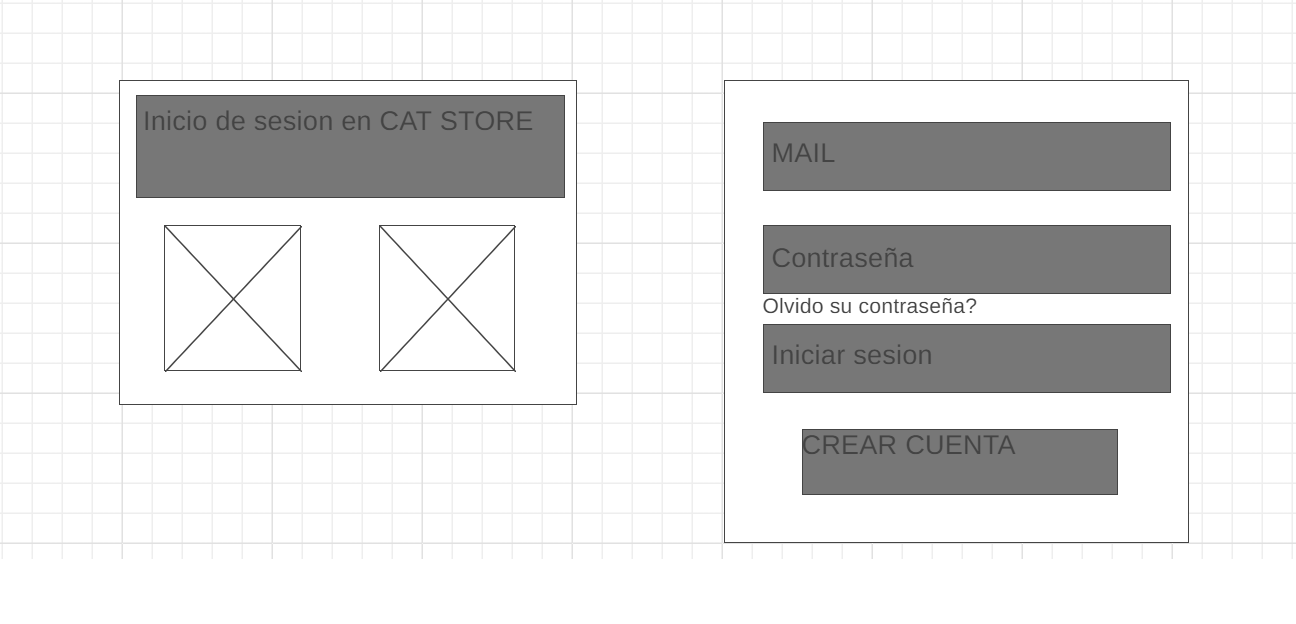 Inicio de sesion en CAT STORE
MAIL
Contraseña
Olvido su contraseña?
Iniciar sesion
CREAR CUENTA